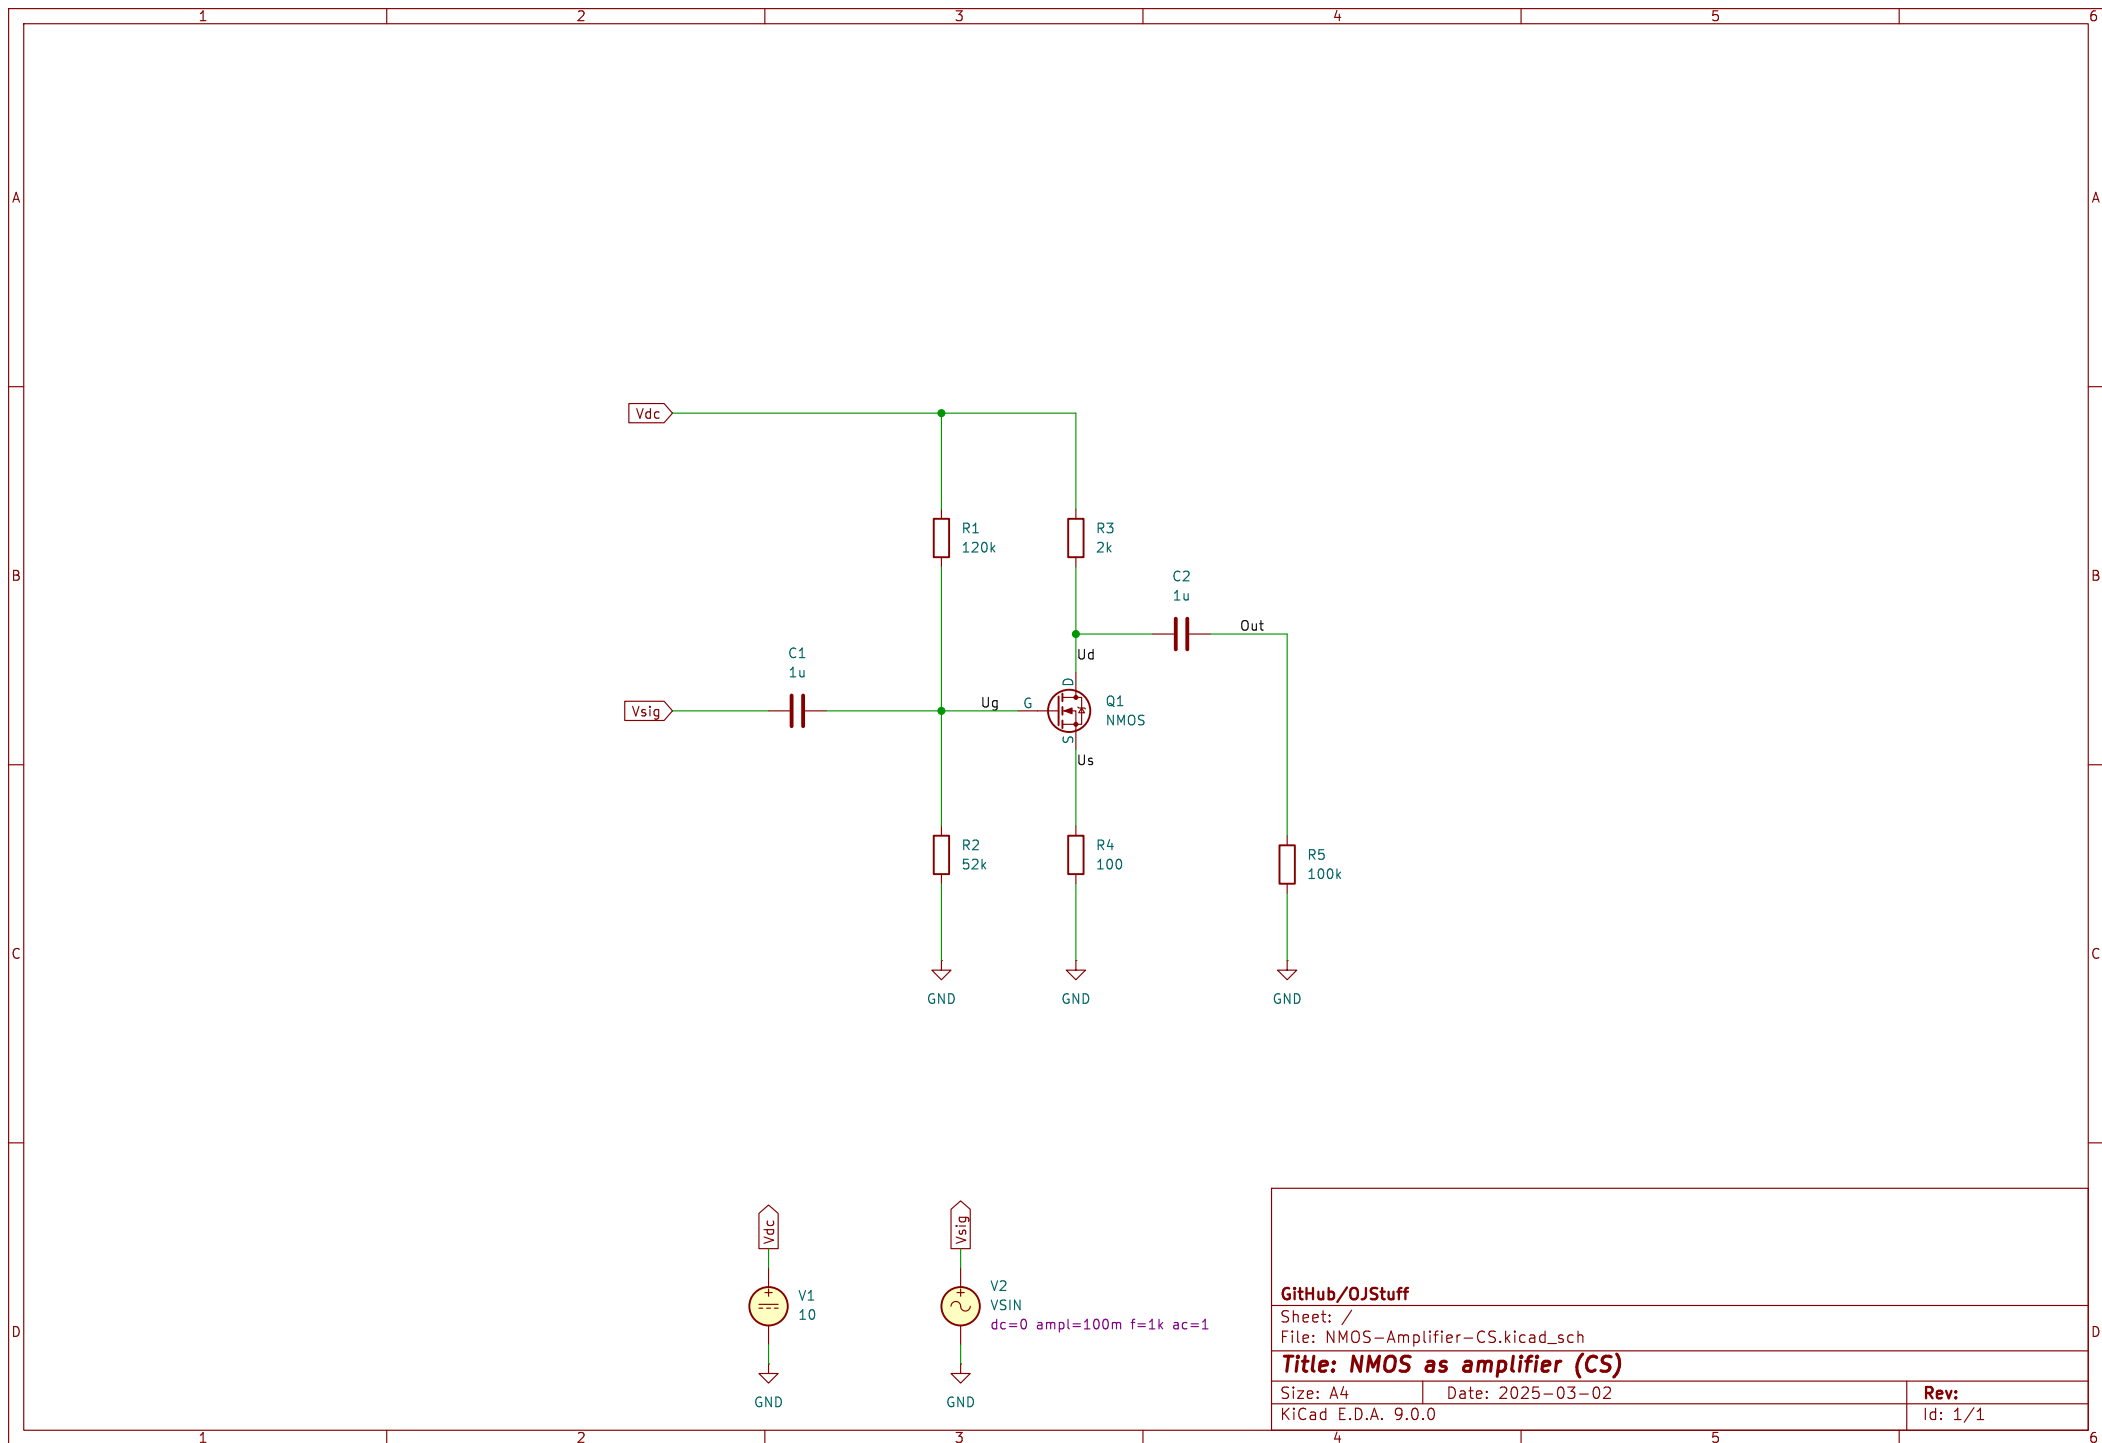 1 2 3 4 5 6
A A
Vdc
R1
120k
R3
2k
B B
C2
1u
Out
C1
1u
Ud
D
Vsig
Ug
G
Q1
NMOS
S
Us
R2
52k
R4
100
R5
100k
C C
GND GND GND
Vdc
Vsig
V1
10
V2
VSIN
dc=0 ampl=100m f=1k ac=1
GND GND
D D
GitHub/OJStuff
Sheet: /
File: NMOS-Amplifier-CS.kicad_sch
Title: NMOS as amplifier (CS)
Size: A4 Date: 2025-03-02 Rev:
KiCad E.D.A. 9.0.0 Id: 1/1
1 2 3 4 5 6